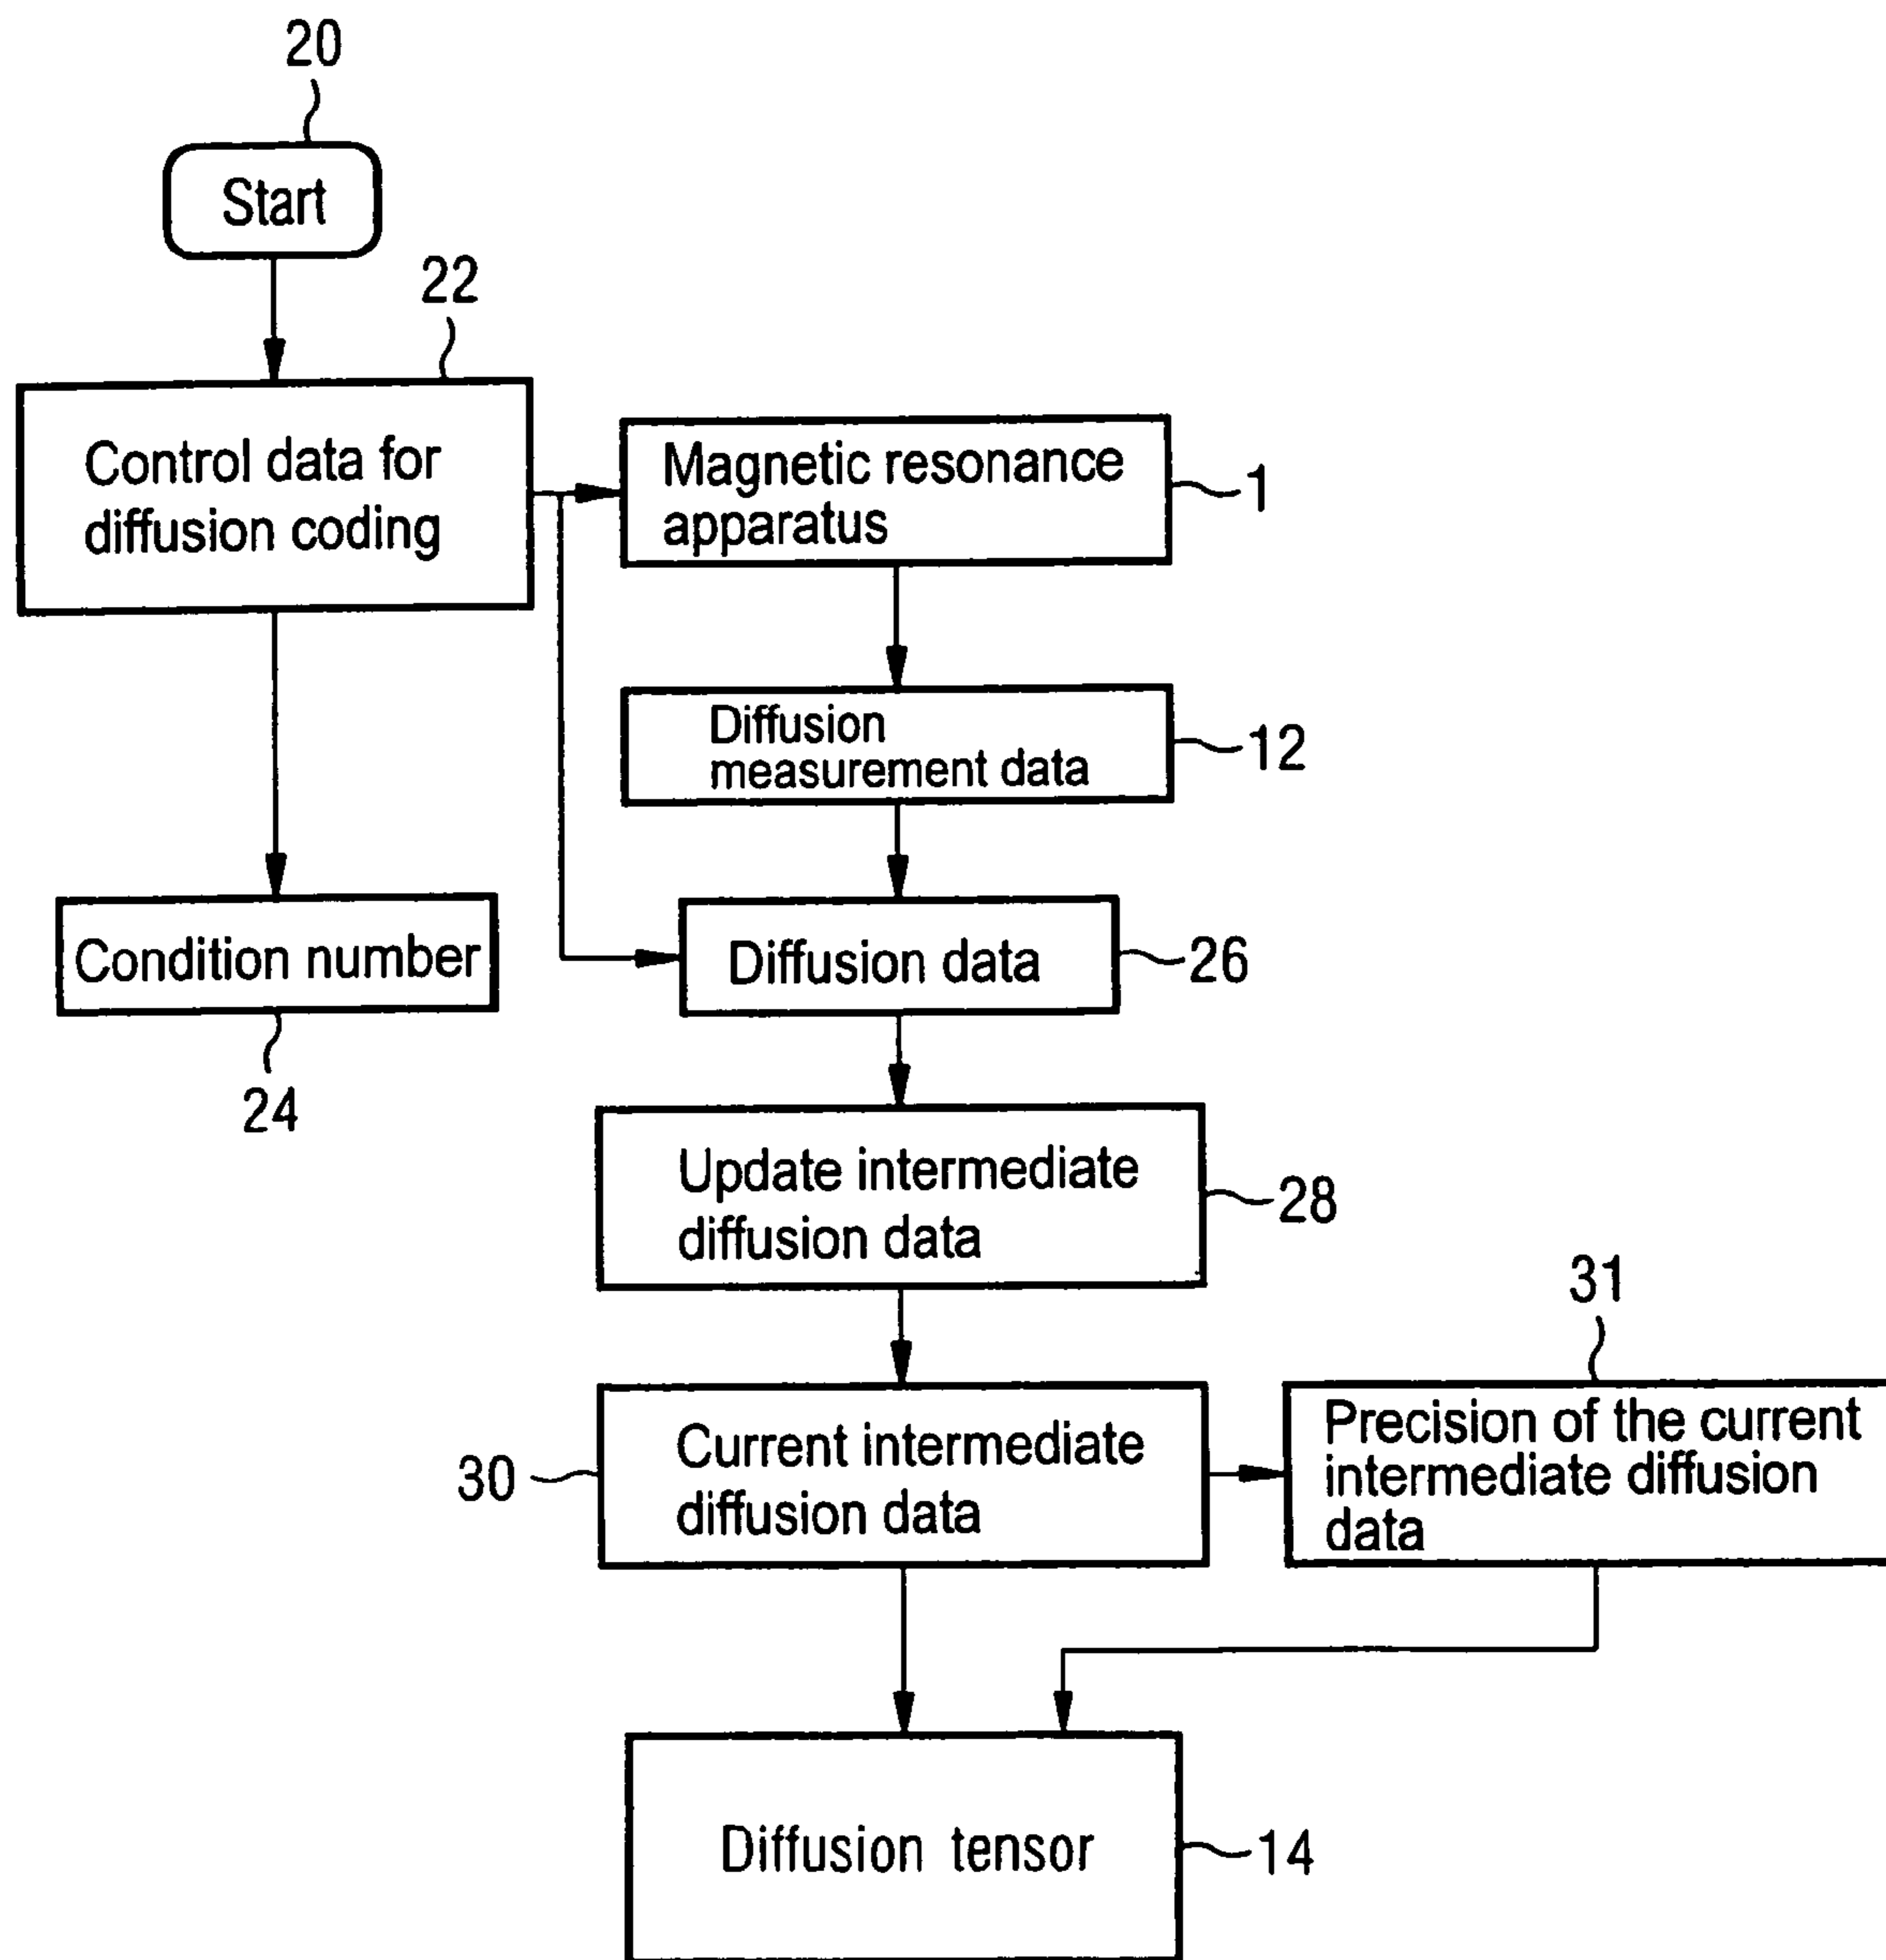 20
Start
22
Control data for
diffusion coding
Magnetic resonance
apparatus
1
Diffusion
measurement data
12
Condition number
24
Diffusion data
26
Update intermediate
diffusion data
28
30
Current intermediate
diffusion data
31
Precision of the current
intermediate diffusion
data
Diffusion tensor
14